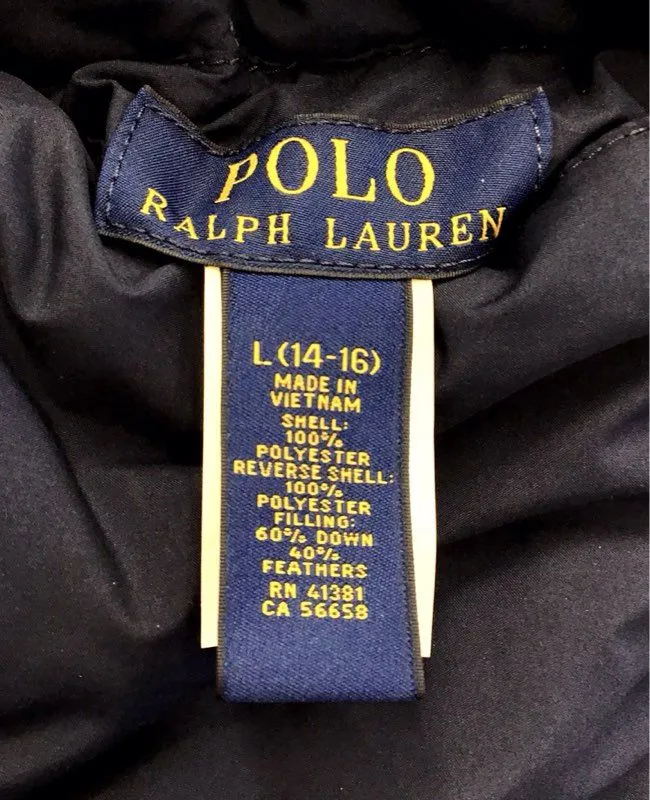 POLO
RALPH LAUREN
L (14-16)
MADE IN
VIETNAM
SHELL:
100%
POLYESTER
REVERSE SHELL:
100%
POLYESTER
FILLING:
60% DOWN
40%
FEATHERS
RN 41381
CA 56658